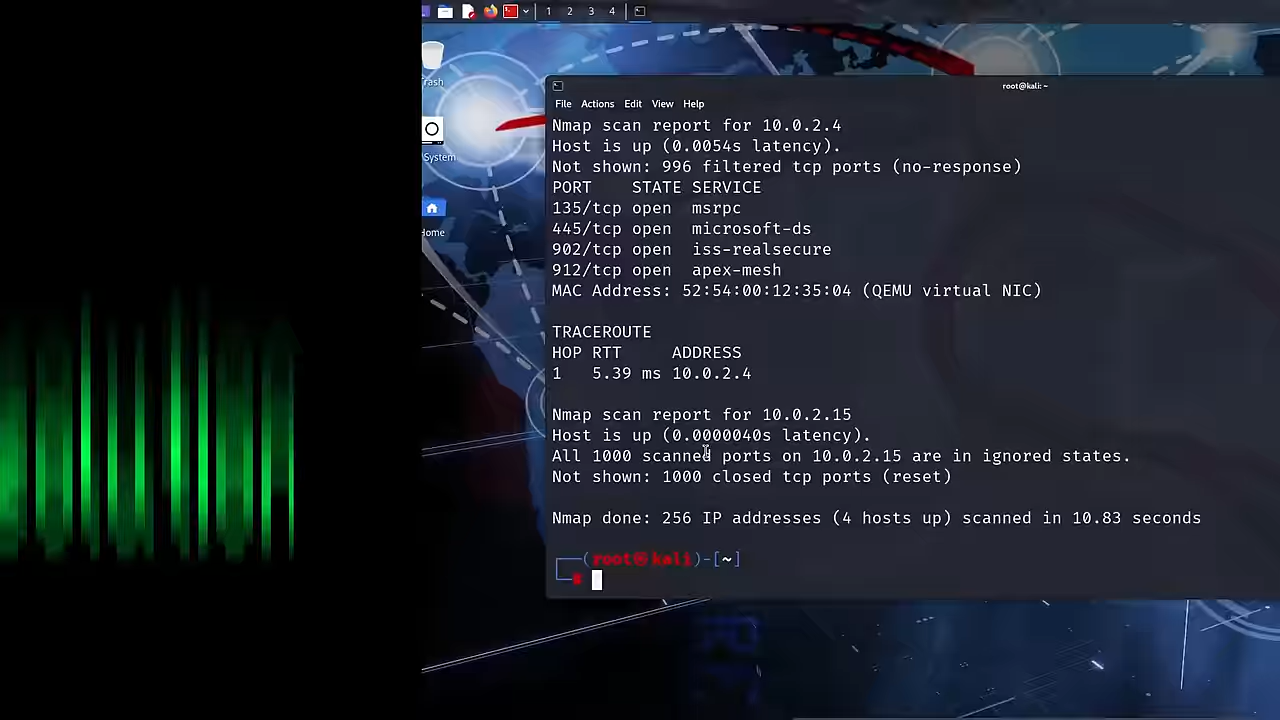 1 2 3 4
root@kali: ~
File Actions Edit View Help
Nmap scan report for 10.0.2.4
Host is up (0.0054s latency).
Not shown: 996 filtered tcp ports (no-response)
PORT    STATE SERVICE
135/tcp open  msrpc
445/tcp open  microsoft-ds
902/tcp open  iss-realsecure
912/tcp open  apex-mesh
MAC Address: 52:54:00:12:35:04 (QEMU virtual NIC)
TRACEROUTE
HOP RTT     ADDRESS
1   5.39 ms 10.0.2.4
Nmap scan report for 10.0.2.15
Host is up (0.0000040s latency).
All 1000 scanned ports on 10.0.2.15 are in ignored states.
Not shown: 1000 closed tcp ports (reset)
Nmap done: 256 IP addresses (4 hosts up) scanned in 10.83 seconds
(root㉿kali)-[~]
#
rash
System
Home